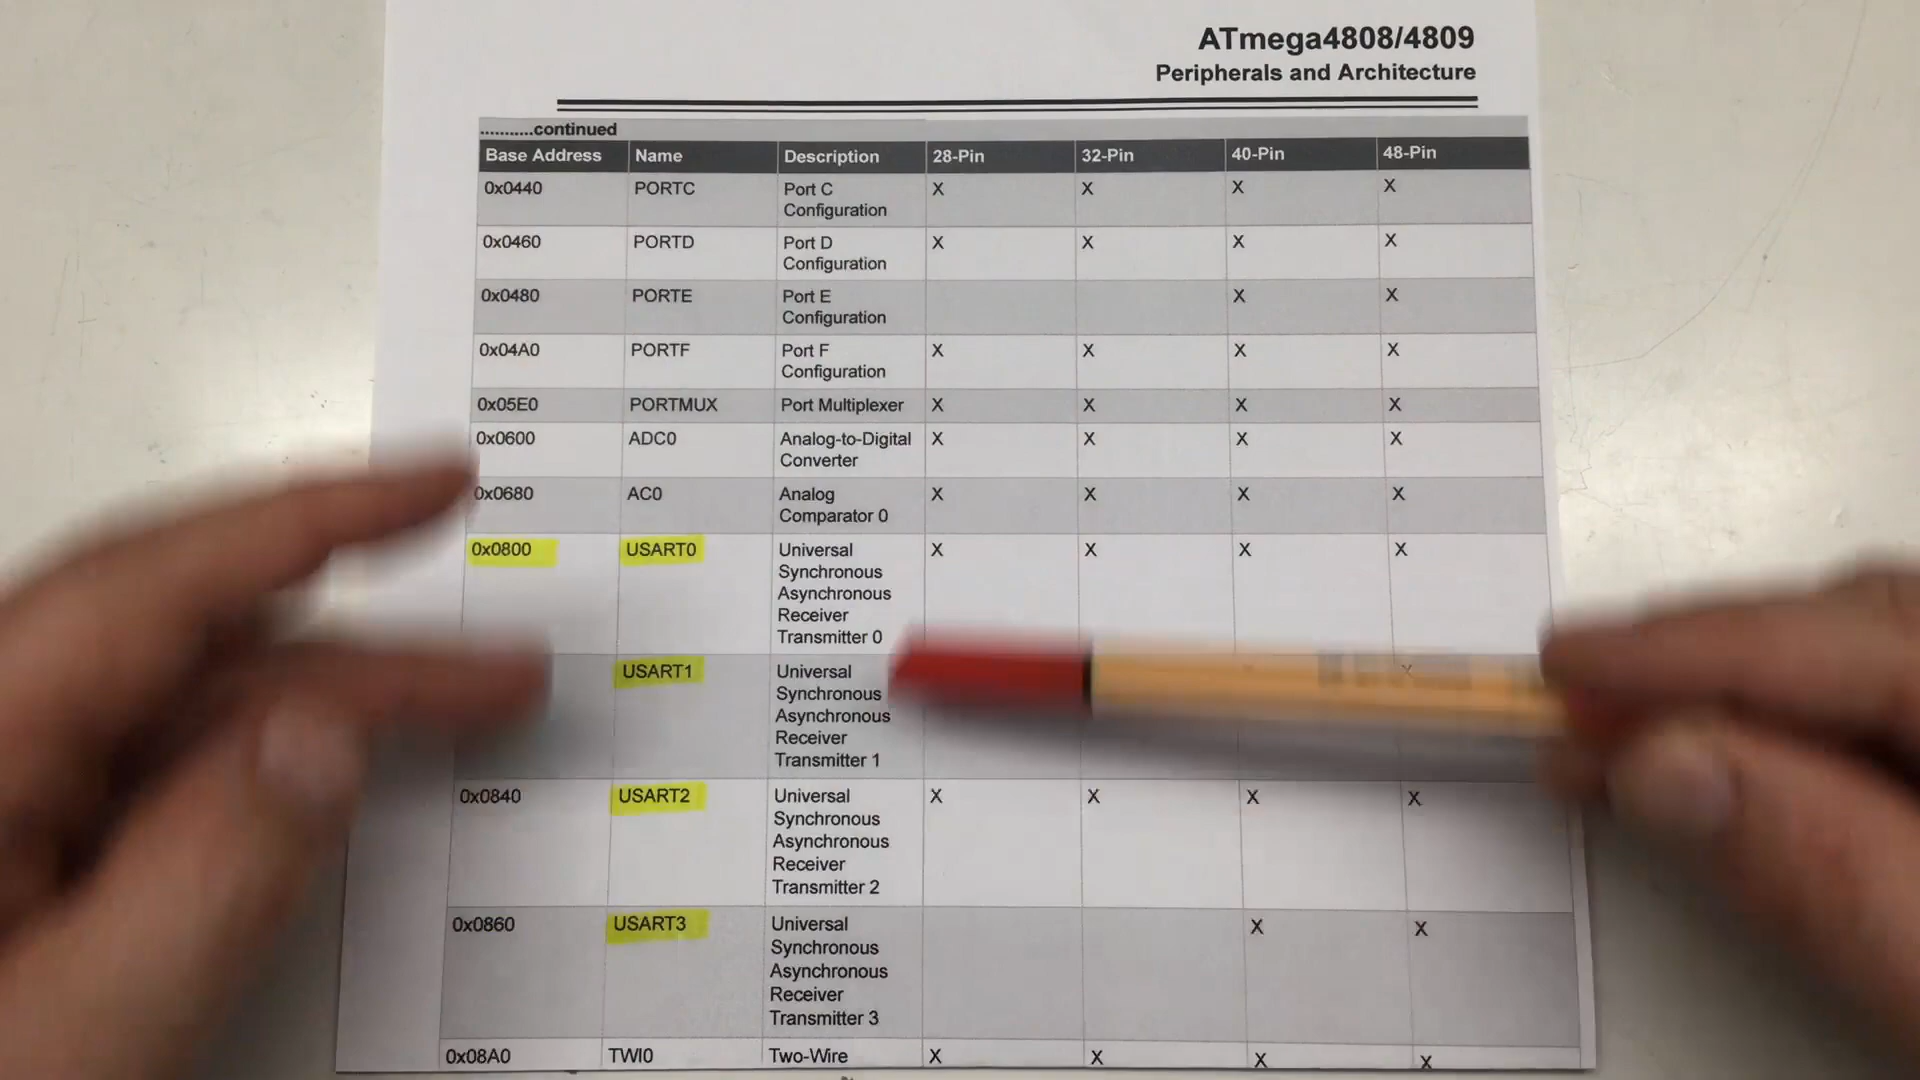 ATmega4808/4809
Peripherals and Architecture
...........continued
Base Address Name Description 28-Pin 32-Pin 40-Pin 48-Pin
0x0440 PORTC Port C X X X X
Configuration
0x0460 PORTD Port D X X X X
Configuration
0x0480 PORTE Port E X X
Configuration
0x04A0 PORTF Port F X X X X
Configuration
0x05E0 PORTMUX Port Multiplexer X X X X
0x0600 ADC0 Analog-to-Digital X X X X
Converter
0x0680 AC0 Analog X X X X
Comparator 0
0x0800 USART0 Universal X X X X
Synchronous
Asynchronous
Receiver
Transmitter 0
USART1 Universal X
Synchronous
Asynchronous
Receiver
Transmitter 1
0x0840 USART2 Universal X X X X
Synchronous
Asynchronous
Receiver
Transmitter 2
0x0860 USART3 Universal X X
Synchronous
Asynchronous
Receiver
Transmitter 3
0x08A0 TWI0 Two-Wire X X X X